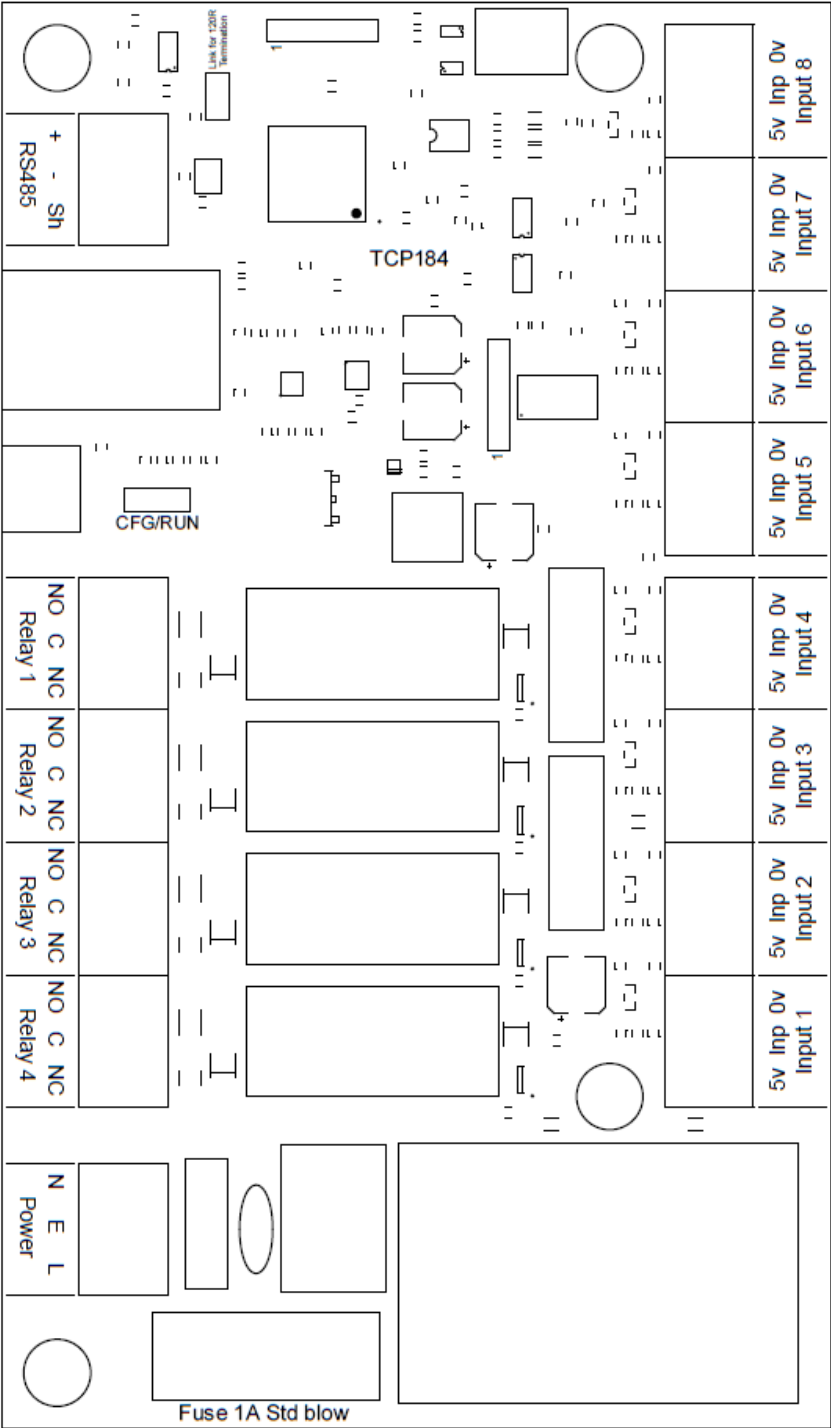 Link for 120R
Termination
1
+ - Sh
RS485
TCP184
1
CFG/RUN
NO C NC
Relay 1
NO C NC
Relay 2
NO C NC
Relay 3
NO C NC
Relay 4
N E L
Power
Fuse 1A Std blow
5v Inp 0v
Input 8
5v Inp 0v
Input 7
5v Inp 0v
Input 6
5v Inp 0v
Input 5
5v Inp 0v
Input 4
5v Inp 0v
Input 3
5v Inp 0v
Input 2
5v Inp 0v
Input 1